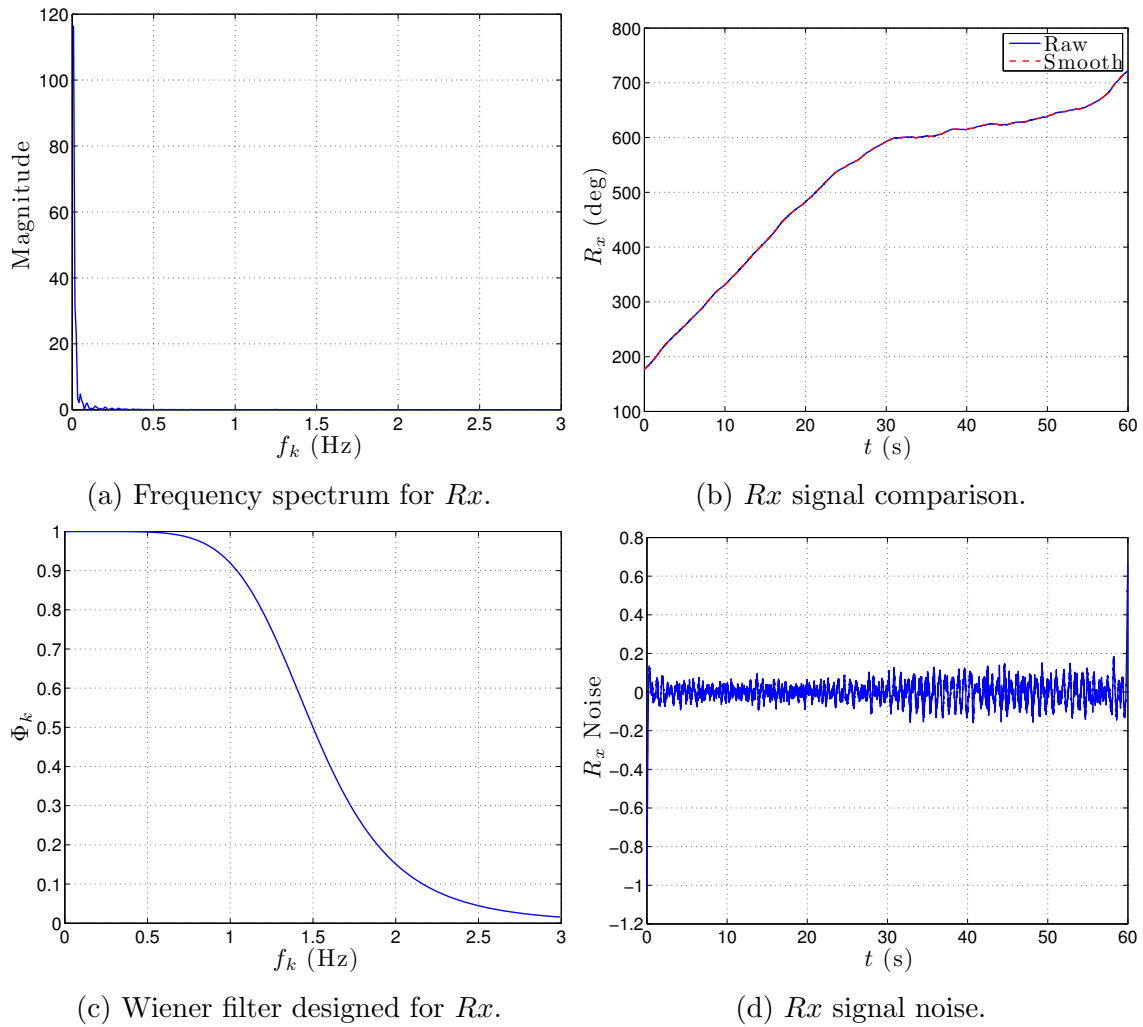 120
100
80
60
40
20
0
Magnitude
0 0.5 1 1.5 2 2.5 3
f_k (Hz)
(a) Frequency spectrum for Rx.
800
700
600
500
400
300
200
100
R_x (deg)
Raw
Smooth
0 10 20 30 40 50 60
t (s)
(b) Rx signal comparison.
1
0.9
0.8
0.7
0.6
0.5
0.4
0.3
0.2
0.1
0
Φ_k
0 0.5 1 1.5 2 2.5 3
f_k (Hz)
(c) Wiener filter designed for Rx.
0.8
0.6
0.4
0.2
0
−0.2
−0.4
−0.6
−0.8
−1
−1.2
R_x Noise
0 10 20 30 40 50 60
t (s)
(d) Rx signal noise.